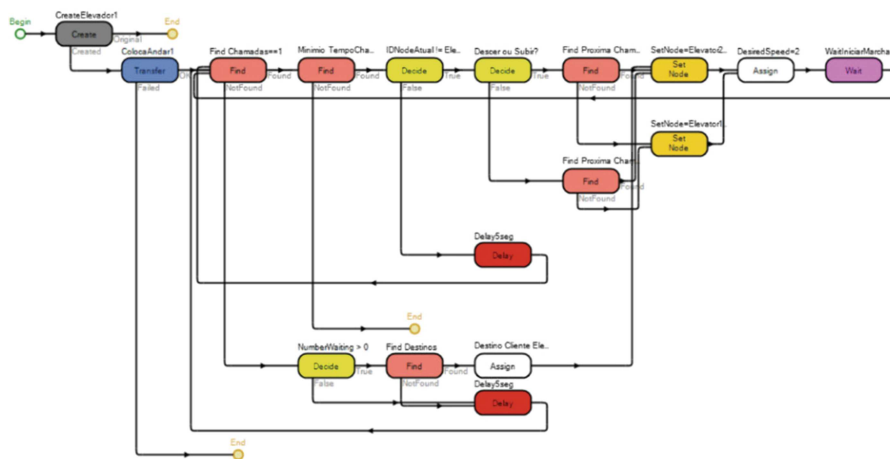 CreateElevador1
Begin
End
Create
Original
Created
ColocaAndar1
Find Chamadas==1
Minimio TempoCha..
IDNodeAtual != Ele..
Descer ou Subir?
Find Proxima Cham..
SetNode=Elevator2..
DesiredSpeed=2
WaitIniciarMarcha
Transfer
Failed
Find
Found
NotFound
Find
Found
NotFound
Decide
True
False
Decide
True
False
Find
Found
NotFound
Set
Node
Assign
Wait
SetNode=Elevator1..
Set
Node
Find Proxima Cham..
Find
Found
NotFound
Delay5seg
Delay
End
NumberWaiting > 0
Find Destinos
Destino Cliente Ele..
Decide
True
False
Find
Found
NotFound
Assign
Delay5seg
Delay
End